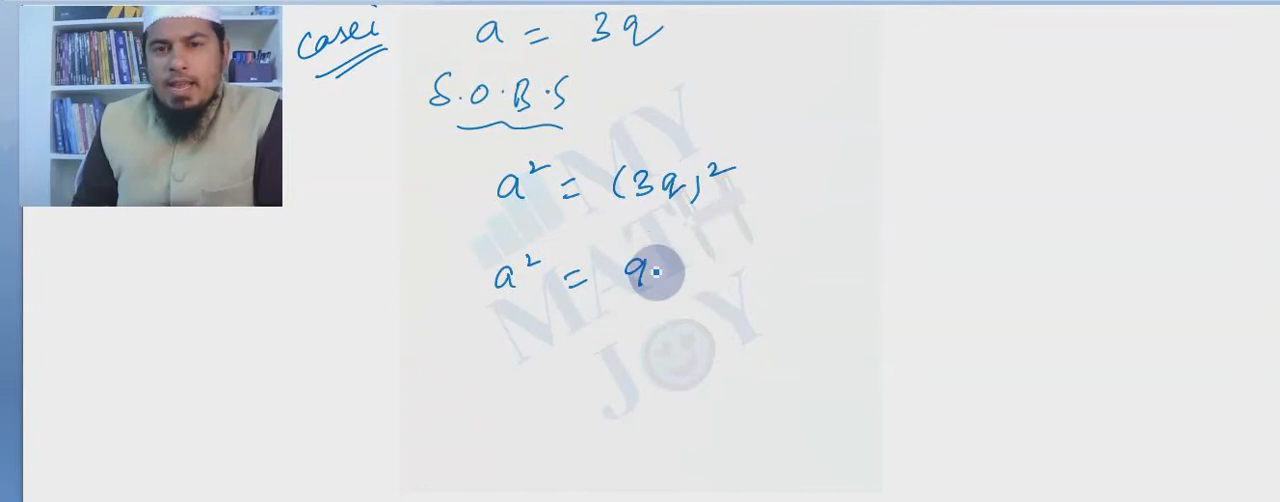 Case i
a = 3q
S.O.B.S
a² = (3q)²
a² = 9
MY
MATH
JOY